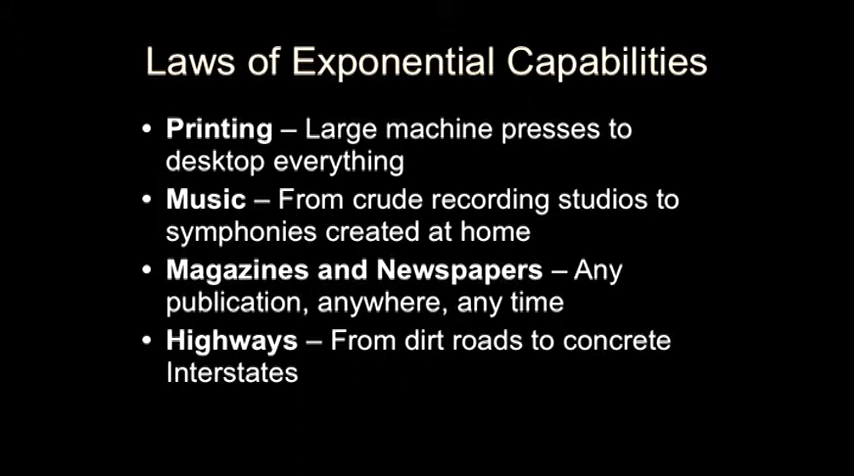 Laws of Exponential Capabilities
• Printing – Large machine presses to
desktop everything
• Music – From crude recording studios to
symphonies created at home
• Magazines and Newspapers – Any
publication, anywhere, any time
• Highways – From dirt roads to concrete
Interstates